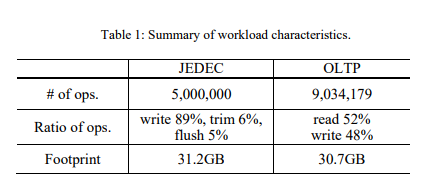 Table 1: Summary of workload characteristics.
JEDEC OLTP
# of ops. 5,000,000 9,034,179
Ratio of ops. write 89%, trim 6%, read 52%
flush 5% write 48%
Footprint 31.2GB 30.7GB